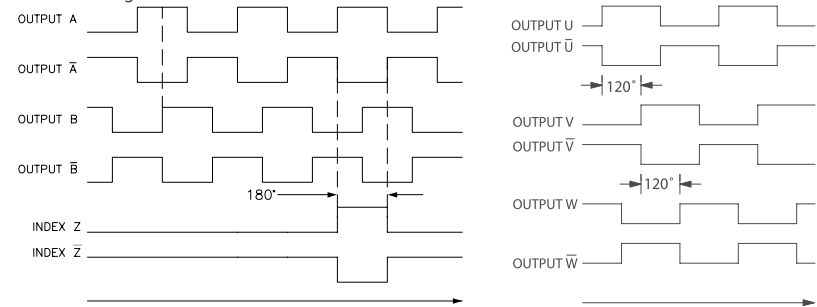 OUTPUT A
OUTPUT A̅
OUTPUT B
OUTPUT B̅
180°
INDEX Z
INDEX Z̅
OUTPUT U
OUTPUT U̅
120°
OUTPUT V
OUTPUT V̅
120°
OUTPUT W
OUTPUT W̅